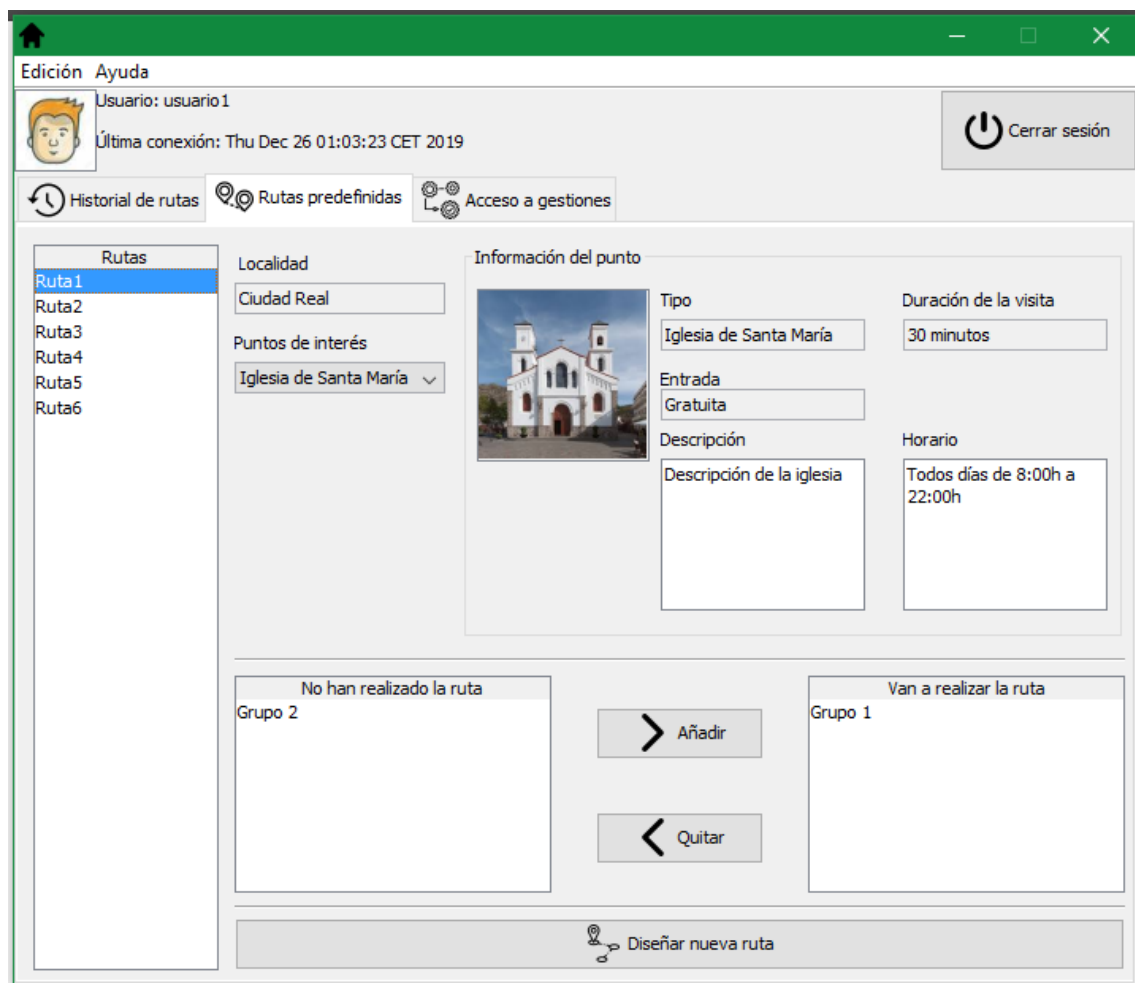 Edición Ayuda
Usuario: usuario1
Última conexión: Thu Dec 26 01:03:23 CET 2019
Cerrar sesión
Historial de rutas
Rutas predefinidas
Acceso a gestiones
Rutas
Ruta1
Ruta2
Ruta3
Ruta4
Ruta5
Ruta6
Localidad
Ciudad Real
Puntos de interés
Iglesia de Santa María
Información del punto
Tipo
Iglesia de Santa María
Duración de la visita
30 minutos
Entrada
Gratuita
Descripción
Descripción de la iglesia
Horario
Todos días de 8:00h a
22:00h
No han realizado la ruta
Grupo 2
Añadir
Quitar
Van a realizar la ruta
Grupo 1
Diseñar nueva ruta